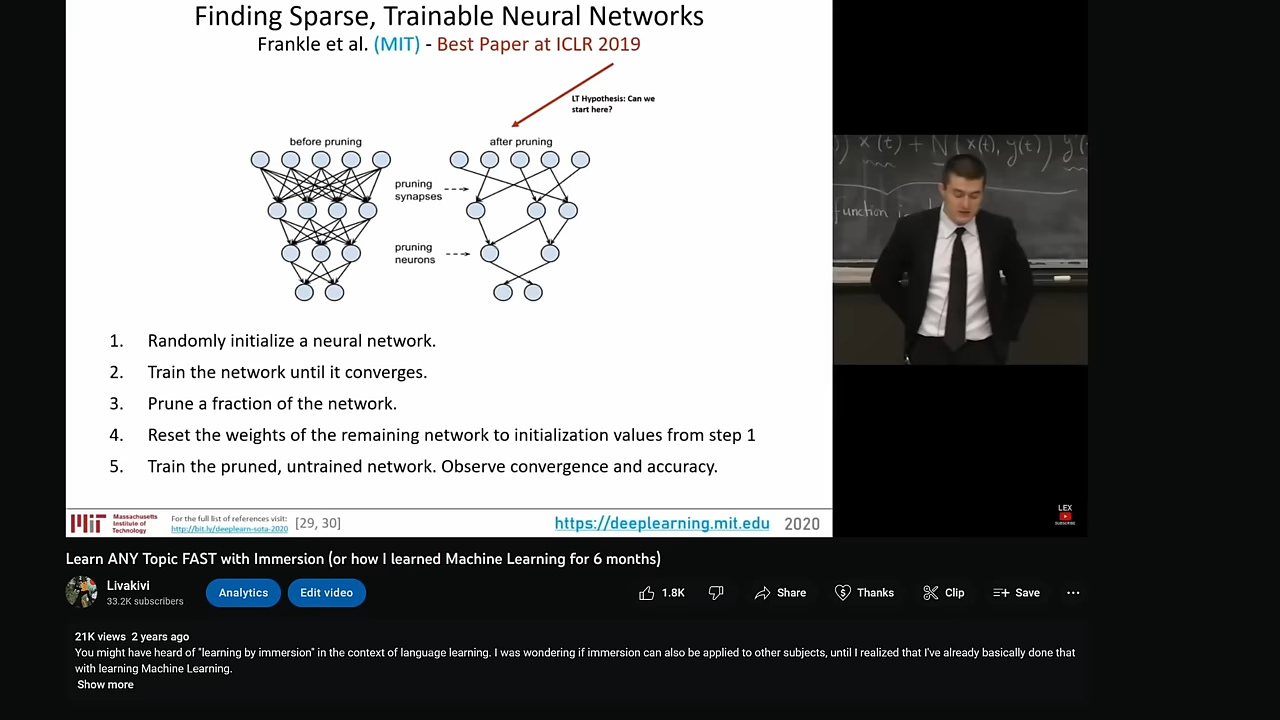 Finding Sparse, Trainable Neural Networks
Frankle et al. (MIT) - Best Paper at ICLR 2019
LT Hypothesis: Can we
start here?
before pruning
after pruning
pruning
synapses
pruning
neurons
1. Randomly initialize a neural network.
2. Train the network until it converges.
3. Prune a fraction of the network.
4. Reset the weights of the remaining network to initialization values from step 1
5. Train the pruned, untrained network. Observe convergence and accuracy.
Massachusetts
Institute of
Technology
For the full list of references visit:
http://bit.ly/deeplearn-sota-2020
[29, 30]
https://deeplearning.mit.edu 2020
) x(t) + N(x(t), y(t)) y'(
function
LEX
SUBSCRIBE
Learn ANY Topic FAST with Immersion (or how I learned Machine Learning for 6 months)
Livakivi
33.2K subscribers
Analytics
Edit video
1.8K
Share
Thanks
Clip
Save
21K views 2 years ago
You might have heard of "learning by immersion" in the context of language learning. I was wondering if immersion can also be applied to other subjects, until I realized that I've already basically done that
with learning Machine Learning.
Show more